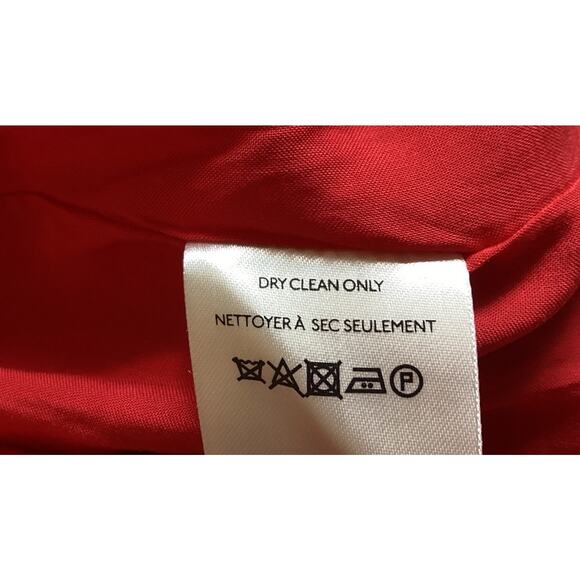 DRY CLEAN ONLY
NETTOYER À SEC SEULEMENT
P